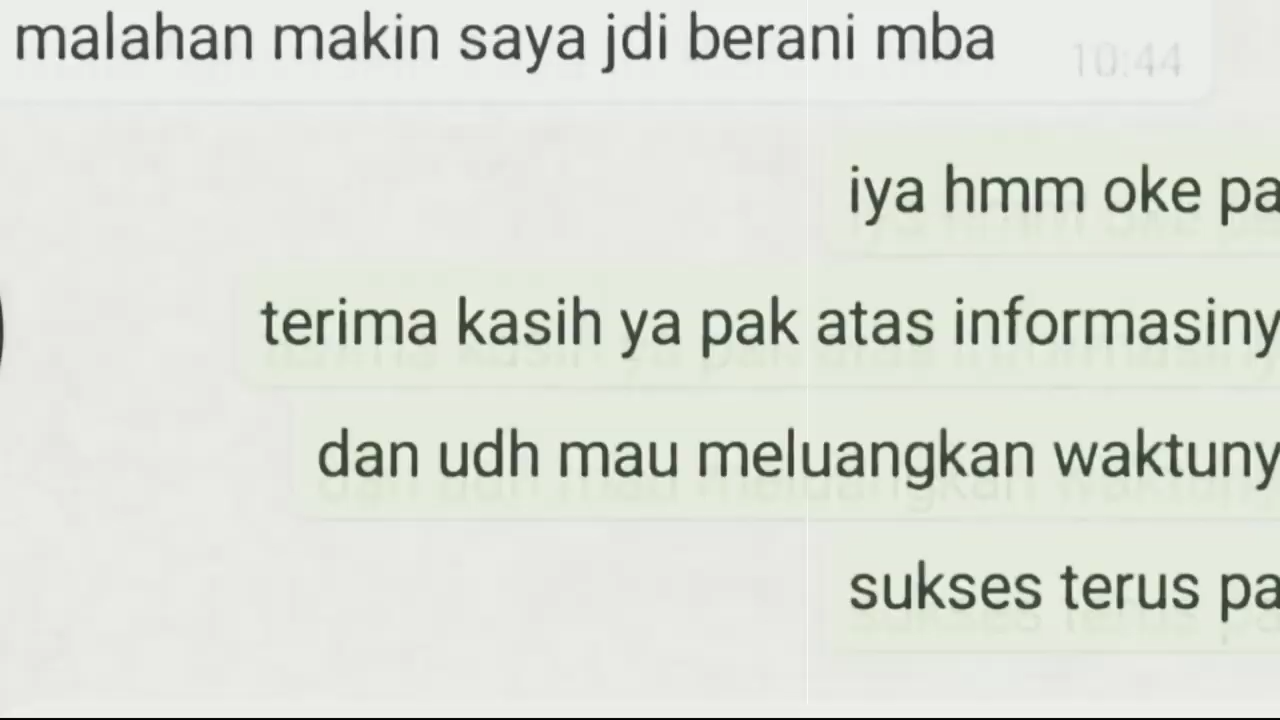 malahan makin saya jdi berani mba
10:44
iya hmm oke pa
terima kasih ya pak atas informasiny
dan udh mau meluangkan waktuny
sukses terus pa